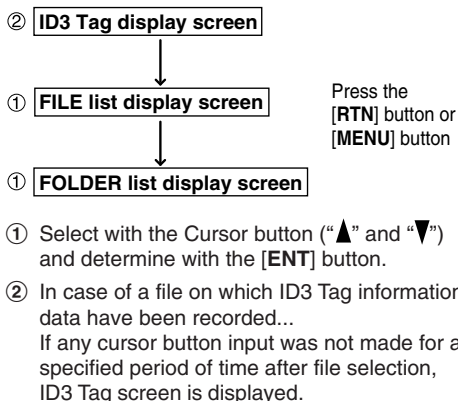 ② ID3 Tag display screen
① FILE list display screen
Press the
[RTN] button or
[MENU] button
① FOLDER list display screen
① Select with the Cursor button (“▲” and “▼”)
and determine with the [ENT] button.
② In case of a file on which ID3 Tag information
data have been recorded...
If any cursor button input was not made for a
specified period of time after file selection,
ID3 Tag screen is displayed.